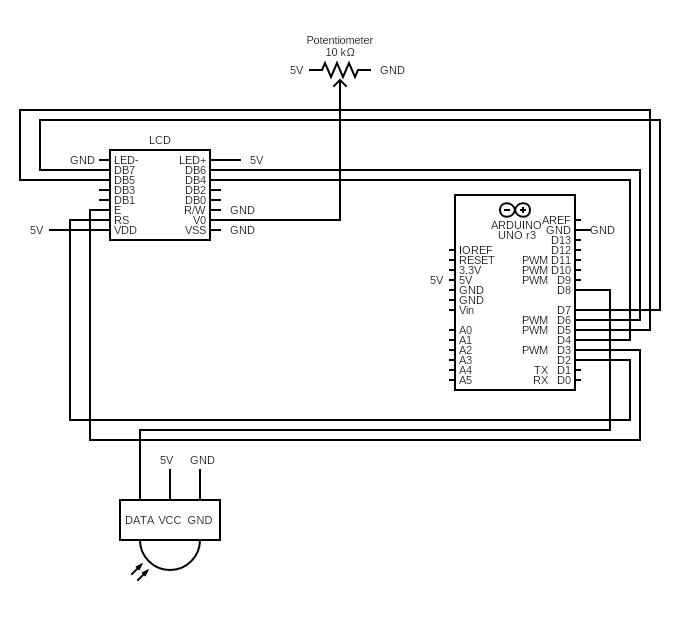 Potentiometer
10 kΩ
5V GND
LCD
GND LED- LED+ 5V
DB7 DB6
DB5 DB4
DB3 DB2
DB1 DB0
E R/W GND
RS V0
5V VDD VSS GND
ARDUINO
UNO r3
AREF
GND GND
D13
IOREF D12
RESET PWM D11
3.3V PWM D10
5V 5V PWM D9
GND D8
GND
Vin D7
PWM D6
A0 PWM D5
A1 D4
A2 PWM D3
A3 D2
A4 TX D1
A5 RX D0
5V GND
DATA VCC GND